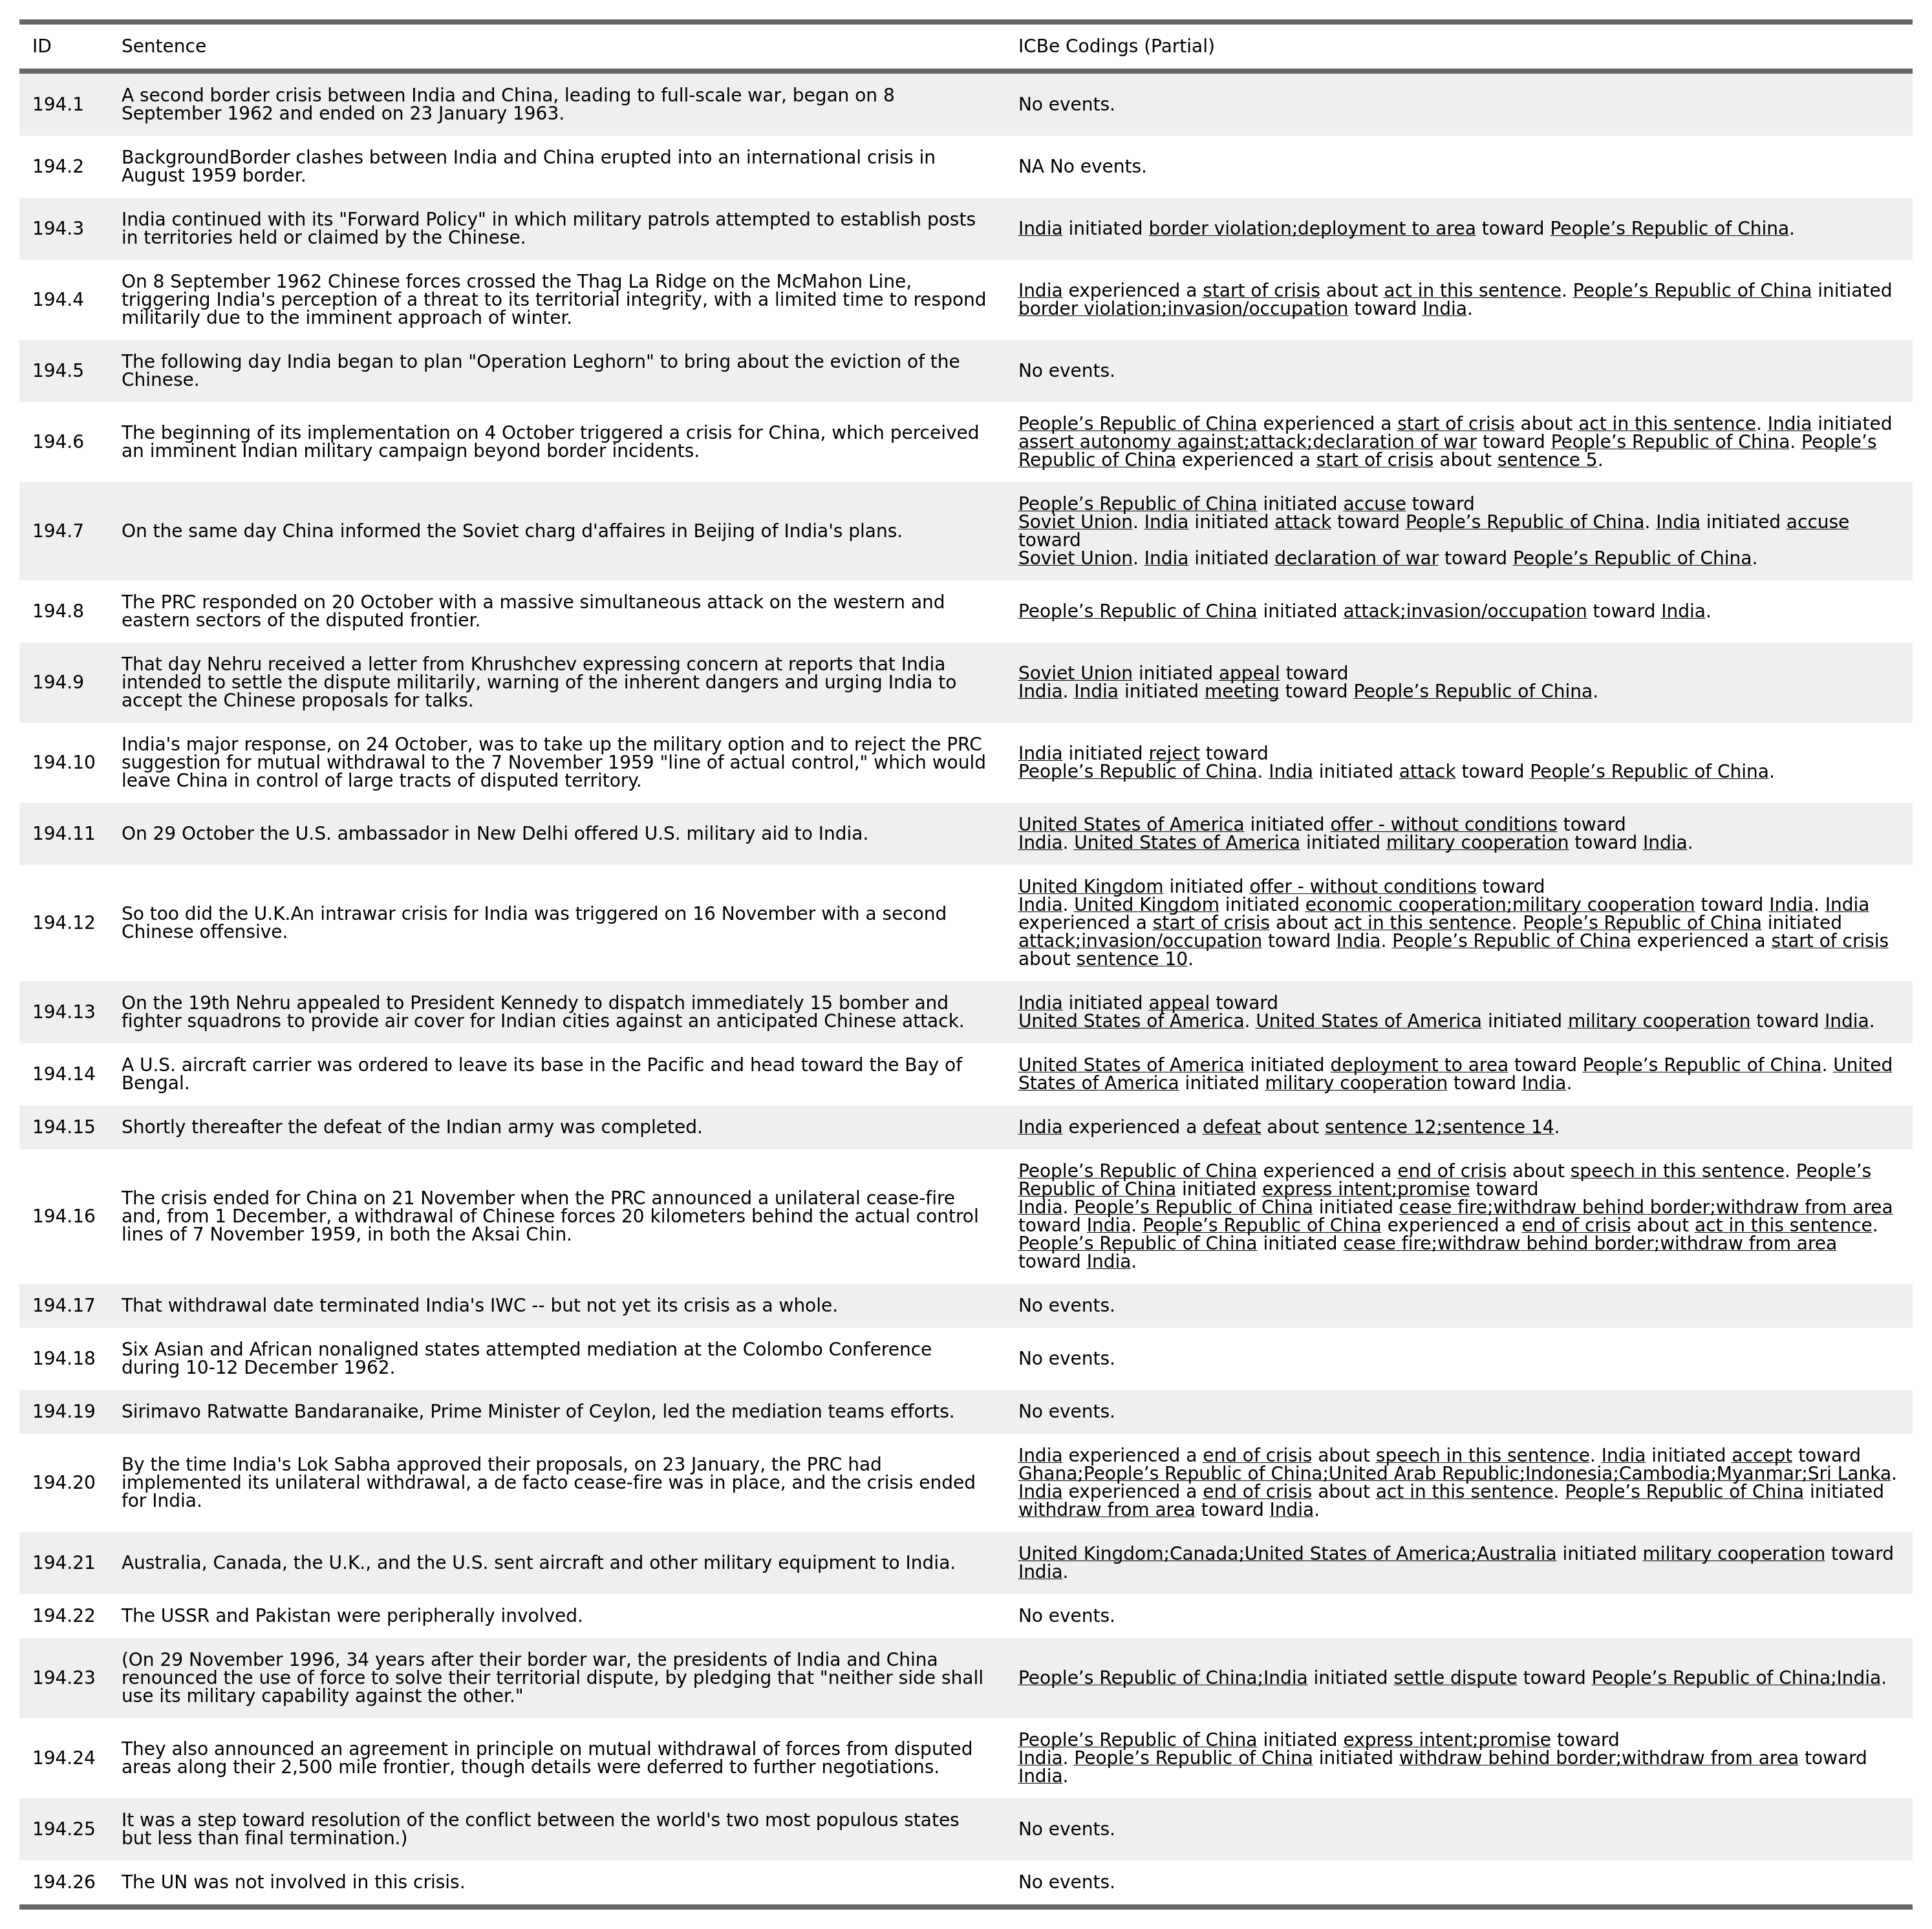 ID Sentence ICBe Codings (Partial)
194.1 A second border crisis between India and China, leading to full-scale war, began on 8
September 1962 and ended on 23 January 1963.
No events.
194.2 BackgroundBorder clashes between India and China erupted into an international crisis in
August 1959 border.
NA No events.
194.3 India continued with its "Forward Policy" in which military patrols attempted to establish posts
in territories held or claimed by the Chinese.
India initiated border violation;deployment to area toward People’s Republic of China.
194.4 On 8 September 1962 Chinese forces crossed the Thag La Ridge on the McMahon Line,
triggering India's perception of a threat to its territorial integrity, with a limited time to respond
militarily due to the imminent approach of winter.
India experienced a start of crisis about act in this sentence. People’s Republic of China initiated
border violation;invasion/occupation toward India.
194.5 The following day India began to plan "Operation Leghorn" to bring about the eviction of the
Chinese.
No events.
194.6 The beginning of its implementation on 4 October triggered a crisis for China, which perceived
an imminent Indian military campaign beyond border incidents.
People’s Republic of China experienced a start of crisis about act in this sentence. India initiated
assert autonomy against;attack;declaration of war toward People’s Republic of China. People’s
Republic of China experienced a start of crisis about sentence 5.
194.7 On the same day China informed the Soviet charg d'affaires in Beijing of India's plans.
People’s Republic of China initiated accuse toward
Soviet Union. India initiated attack toward People’s Republic of China. India initiated accuse
toward
Soviet Union. India initiated declaration of war toward People’s Republic of China.
194.8 The PRC responded on 20 October with a massive simultaneous attack on the western and
eastern sectors of the disputed frontier.
People’s Republic of China initiated attack;invasion/occupation toward India.
194.9 That day Nehru received a letter from Khrushchev expressing concern at reports that India
intended to settle the dispute militarily, warning of the inherent dangers and urging India to
accept the Chinese proposals for talks.
Soviet Union initiated appeal toward
India. India initiated meeting toward People’s Republic of China.
194.10 India's major response, on 24 October, was to take up the military option and to reject the PRC
suggestion for mutual withdrawal to the 7 November 1959 "line of actual control," which would
leave China in control of large tracts of disputed territory.
India initiated reject toward
People’s Republic of China. India initiated attack toward People’s Republic of China.
194.11 On 29 October the U.S. ambassador in New Delhi offered U.S. military aid to India.
United States of America initiated offer - without conditions toward
India. United States of America initiated military cooperation toward India.
194.12 So too did the U.K.An intrawar crisis for India was triggered on 16 November with a second
Chinese offensive.
United Kingdom initiated offer - without conditions toward
India. United Kingdom initiated economic cooperation;military cooperation toward India. India
experienced a start of crisis about act in this sentence. People’s Republic of China initiated
attack;invasion/occupation toward India. People’s Republic of China experienced a start of crisis
about sentence 10.
194.13 On the 19th Nehru appealed to President Kennedy to dispatch immediately 15 bomber and
fighter squadrons to provide air cover for Indian cities against an anticipated Chinese attack.
India initiated appeal toward
United States of America. United States of America initiated military cooperation toward India.
194.14 A U.S. aircraft carrier was ordered to leave its base in the Pacific and head toward the Bay of
Bengal.
United States of America initiated deployment to area toward People’s Republic of China. United
States of America initiated military cooperation toward India.
194.15 Shortly thereafter the defeat of the Indian army was completed.
India experienced a defeat about sentence 12;sentence 14.
194.16 The crisis ended for China on 21 November when the PRC announced a unilateral cease-fire
and, from 1 December, a withdrawal of Chinese forces 20 kilometers behind the actual control
lines of 7 November 1959, in both the Aksai Chin.
People’s Republic of China experienced a end of crisis about speech in this sentence. People’s
Republic of China initiated express intent;promise toward
India. People’s Republic of China initiated cease fire;withdraw behind border;withdraw from area
toward India. People’s Republic of China experienced a end of crisis about act in this sentence.
People’s Republic of China initiated cease fire;withdraw behind border;withdraw from area
toward India.
194.17 That withdrawal date terminated India's IWC -- but not yet its crisis as a whole.
No events.
194.18 Six Asian and African nonaligned states attempted mediation at the Colombo Conference
during 10-12 December 1962.
No events.
194.19 Sirimavo Ratwatte Bandaranaike, Prime Minister of Ceylon, led the mediation teams efforts.
No events.
194.20 By the time India's Lok Sabha approved their proposals, on 23 January, the PRC had
implemented its unilateral withdrawal, a de facto cease-fire was in place, and the crisis ended
for India.
India experienced a end of crisis about speech in this sentence. India initiated accept toward
Ghana;People’s Republic of China;United Arab Republic;Indonesia;Cambodia;Myanmar;Sri Lanka.
India experienced a end of crisis about act in this sentence. People’s Republic of China initiated
withdraw from area toward India.
194.21 Australia, Canada, the U.K., and the U.S. sent aircraft and other military equipment to India.
United Kingdom;Canada;United States of America;Australia initiated military cooperation toward
India.
194.22 The USSR and Pakistan were peripherally involved.
No events.
194.23 (On 29 November 1996, 34 years after their border war, the presidents of India and China
renounced the use of force to solve their territorial dispute, by pledging that "neither side shall
use its military capability against the other."
People’s Republic of China;India initiated settle dispute toward People’s Republic of China;India.
194.24 They also announced an agreement in principle on mutual withdrawal of forces from disputed
areas along their 2,500 mile frontier, though details were deferred to further negotiations.
People’s Republic of China initiated express intent;promise toward
India. People’s Republic of China initiated withdraw behind border;withdraw from area toward
India.
194.25 It was a step toward resolution of the conflict between the world's two most populous states
but less than final termination.)
No events.
194.26 The UN was not involved in this crisis.
No events.